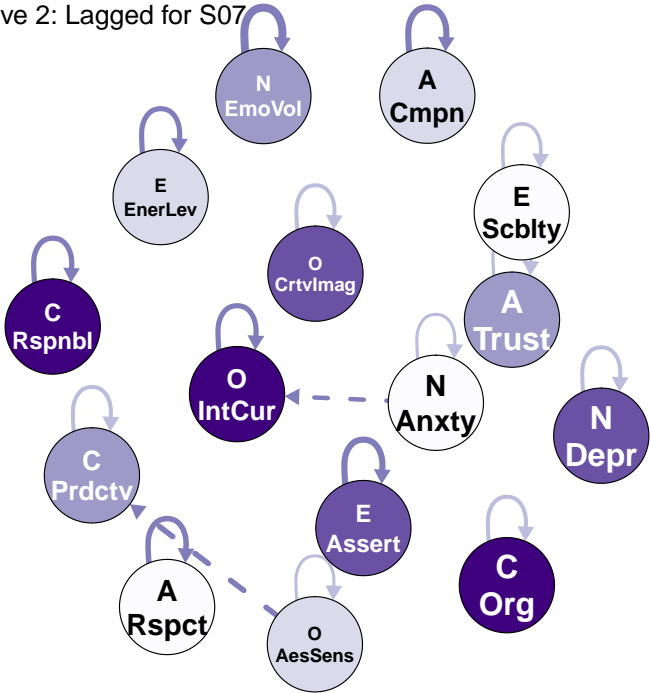 ve 2: Lagged for S07
N
EmoVol
A
Cmpn
E
EnerLev
E
Scblty
O
CrtvImag
C
Rspnbl
A
Trust
O
IntCur
N
Anxty
N
Depr
C
Prdctv
E
Assert
C
Org
A
Rspct
O
AesSens